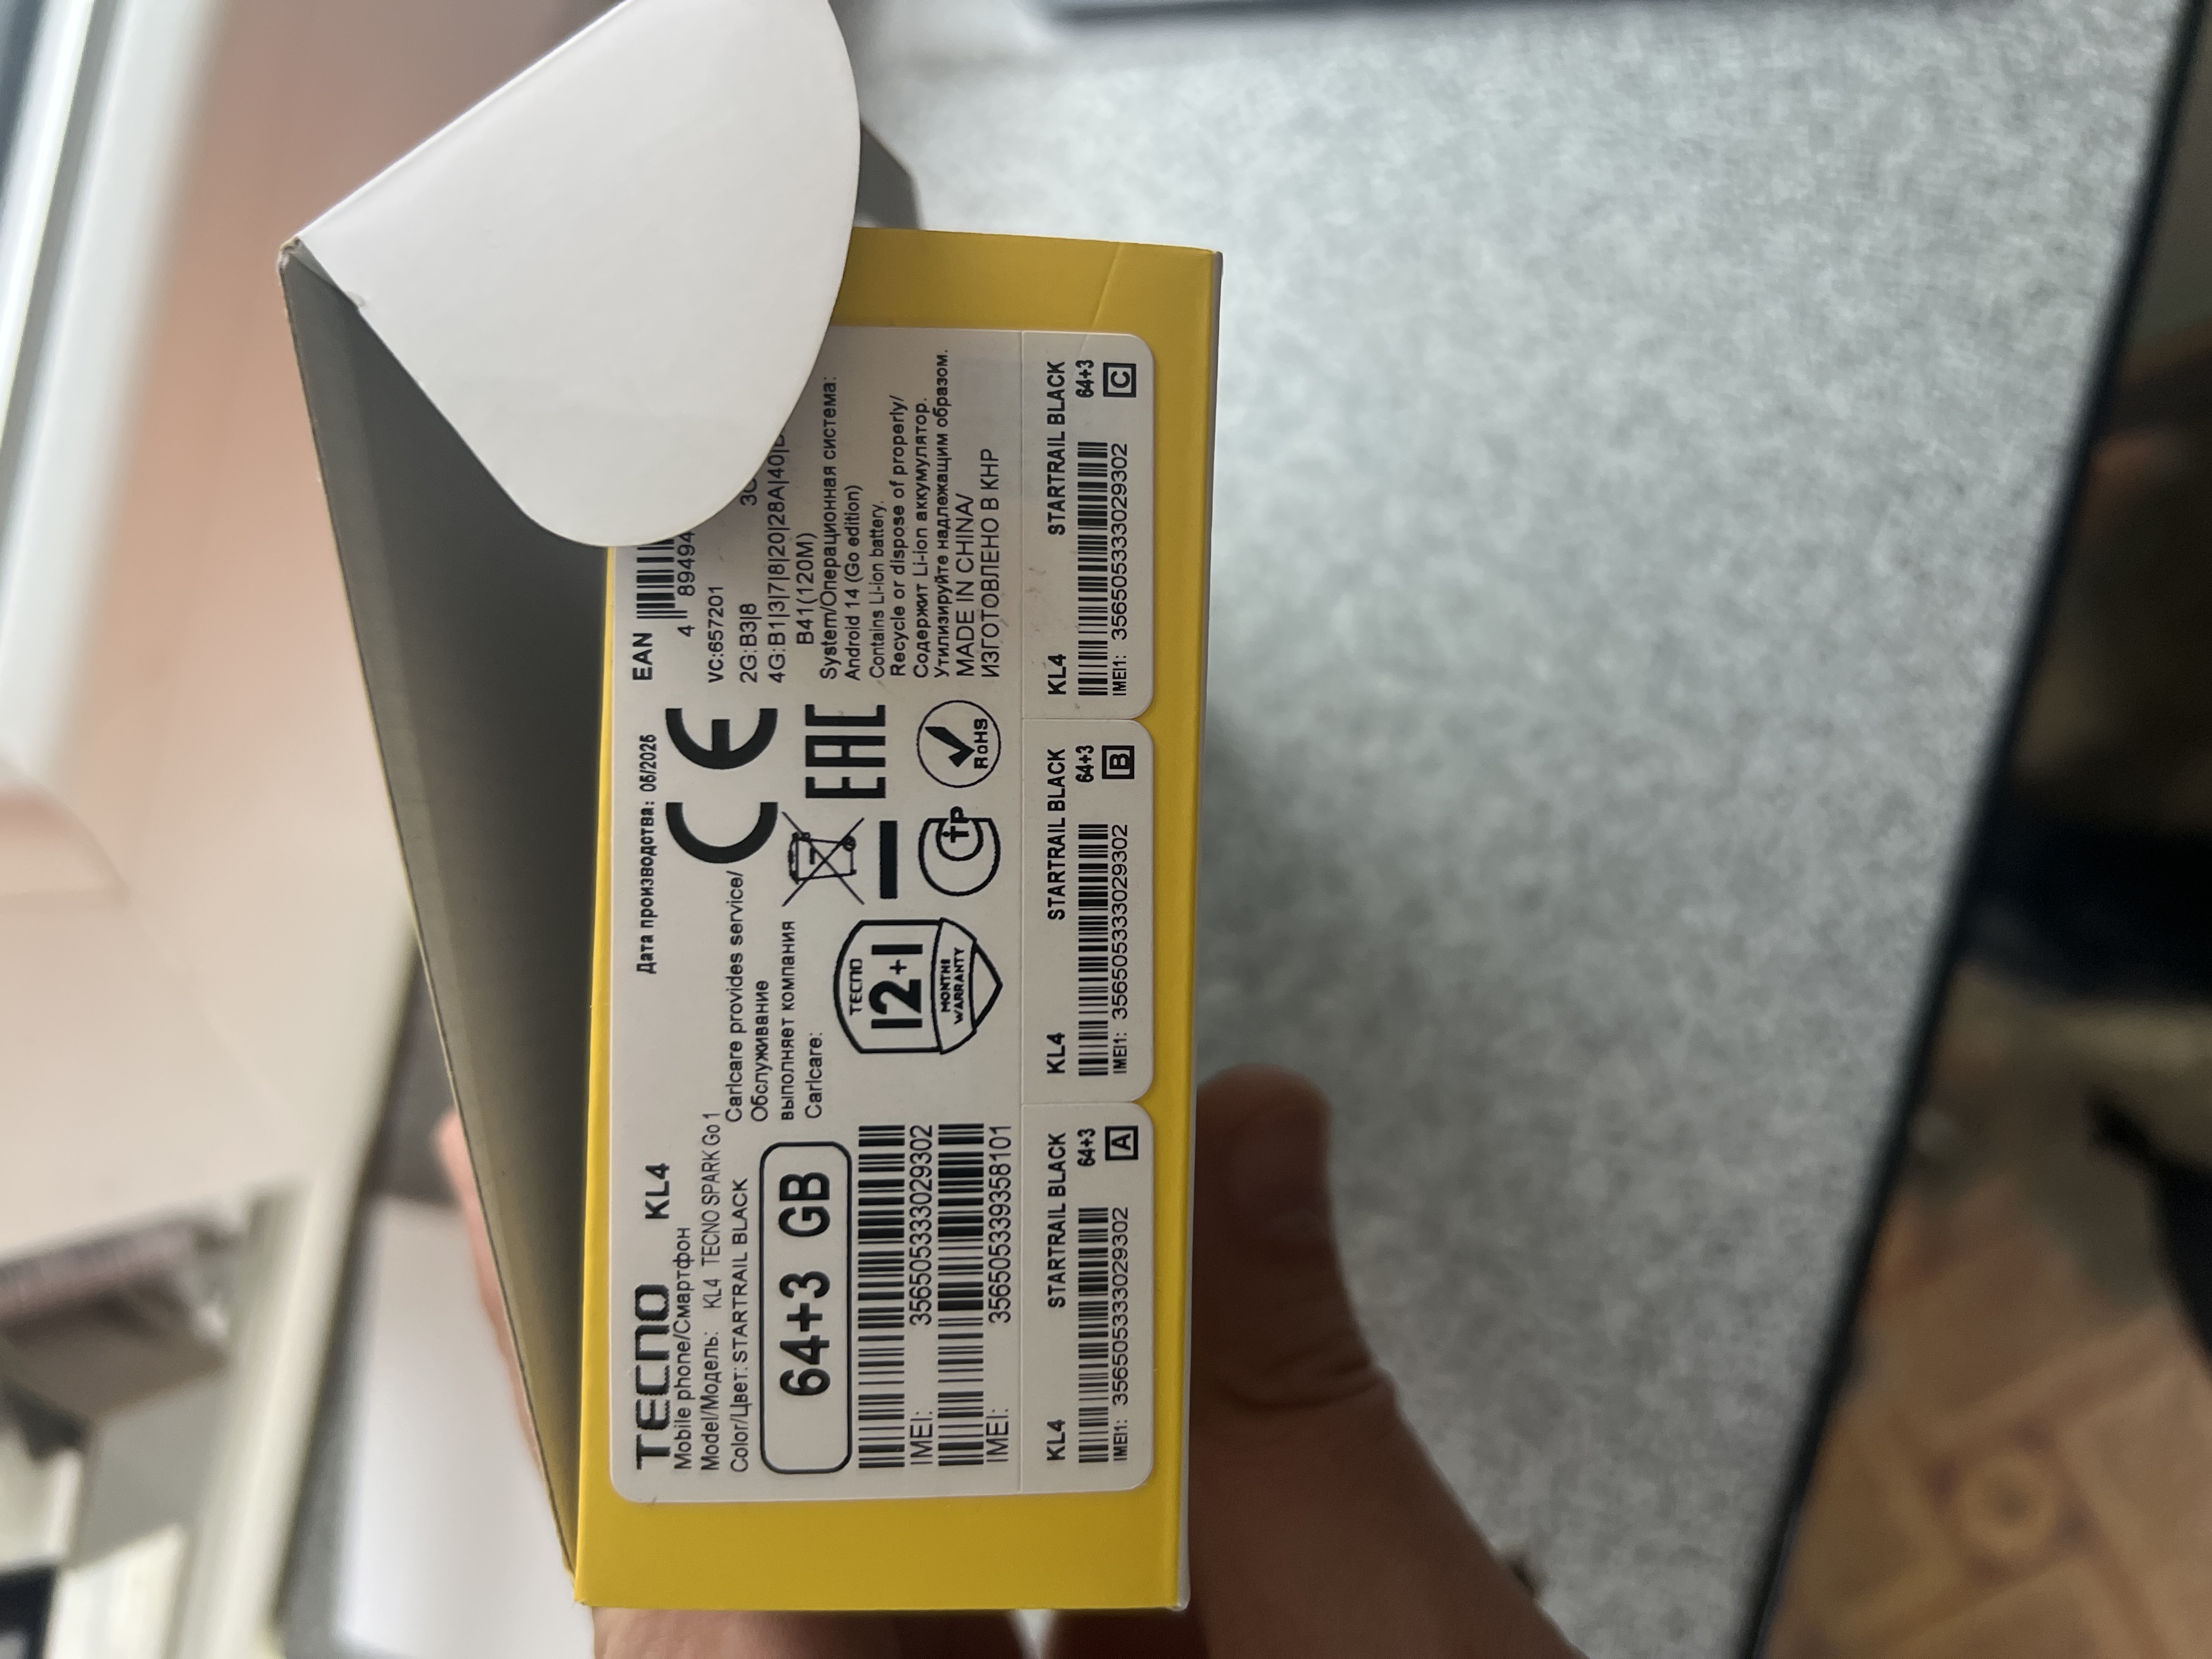 TECNO KL4
Mobile phone/Смартфон
Model/Модель: KL4 TECNO SPARK Go 1
Color/Цвет: STARTRAIL BLACK
64+3 GB
IMEI: 356505333029302
IMEI: 356505339358101
Дата производства: 06/2025
Carlcare provides service/
Обслуживание
выполняет компания
Carlcare:
TECNO
12+1
MONTHS
WARRANTY
CE
EAC
RoHS
EAN
4 89494
VC:657201
2G:B3|8
4G:B1|3|7|8|20|28A|40|
B41(120M)
System/Операционная система:
Android 14 (Go edition)
Contains Li-ion battery.
Recycle or dispose of properly/
Содержит Li-ion аккумулятор.
Утилизируйте надлежащим образом.
MADE IN CHINA/
ИЗГОТОВЛЕНО В КНР
KL4 STARTRAIL BLACK
64+3
IMEI1: 356505333029302 A
KL4 STARTRAIL BLACK
64+3
IMEI1: 356505333029302 B
KL4 STARTRAIL BLACK
64+3
IMEI1: 356505333029302 C